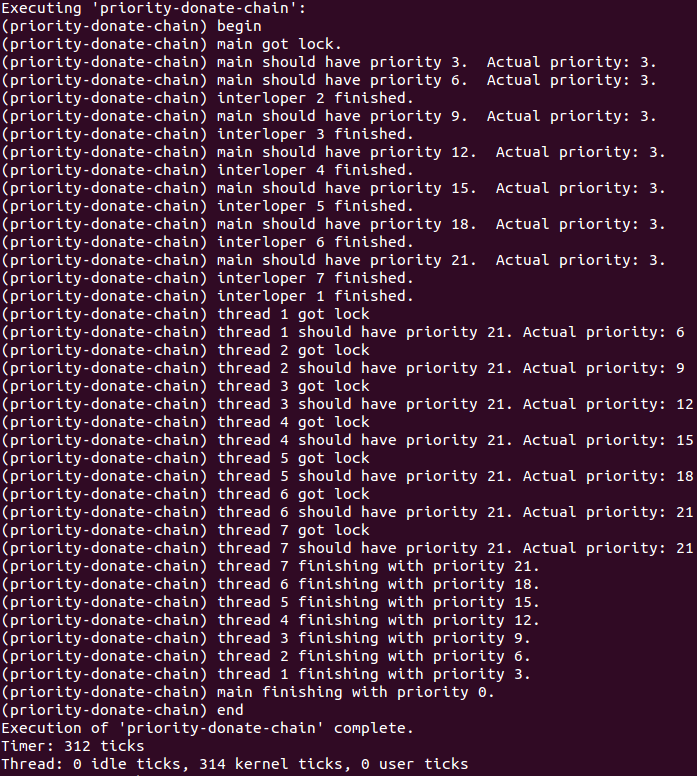 Executing 'priority-donate-chain':
(priority-donate-chain) begin
(priority-donate-chain) main got lock.
(priority-donate-chain) main should have priority 3.  Actual priority: 3.
(priority-donate-chain) main should have priority 6.  Actual priority: 3.
(priority-donate-chain) interloper 2 finished.
(priority-donate-chain) main should have priority 9.  Actual priority: 3.
(priority-donate-chain) interloper 3 finished.
(priority-donate-chain) main should have priority 12.  Actual priority: 3.
(priority-donate-chain) interloper 4 finished.
(priority-donate-chain) main should have priority 15.  Actual priority: 3.
(priority-donate-chain) interloper 5 finished.
(priority-donate-chain) main should have priority 18.  Actual priority: 3.
(priority-donate-chain) interloper 6 finished.
(priority-donate-chain) main should have priority 21.  Actual priority: 3.
(priority-donate-chain) interloper 7 finished.
(priority-donate-chain) interloper 1 finished.
(priority-donate-chain) thread 1 got lock
(priority-donate-chain) thread 1 should have priority 21. Actual priority: 6
(priority-donate-chain) thread 2 got lock
(priority-donate-chain) thread 2 should have priority 21. Actual priority: 9
(priority-donate-chain) thread 3 got lock
(priority-donate-chain) thread 3 should have priority 21. Actual priority: 12
(priority-donate-chain) thread 4 got lock
(priority-donate-chain) thread 4 should have priority 21. Actual priority: 15
(priority-donate-chain) thread 5 got lock
(priority-donate-chain) thread 5 should have priority 21. Actual priority: 18
(priority-donate-chain) thread 6 got lock
(priority-donate-chain) thread 6 should have priority 21. Actual priority: 21
(priority-donate-chain) thread 7 got lock
(priority-donate-chain) thread 7 should have priority 21. Actual priority: 21
(priority-donate-chain) thread 7 finishing with priority 21.
(priority-donate-chain) thread 6 finishing with priority 18.
(priority-donate-chain) thread 5 finishing with priority 15.
(priority-donate-chain) thread 4 finishing with priority 12.
(priority-donate-chain) thread 3 finishing with priority 9.
(priority-donate-chain) thread 2 finishing with priority 6.
(priority-donate-chain) thread 1 finishing with priority 3.
(priority-donate-chain) main finishing with priority 0.
(priority-donate-chain) end
Execution of 'priority-donate-chain' complete.
Timer: 312 ticks
Thread: 0 idle ticks, 314 kernel ticks, 0 user ticks